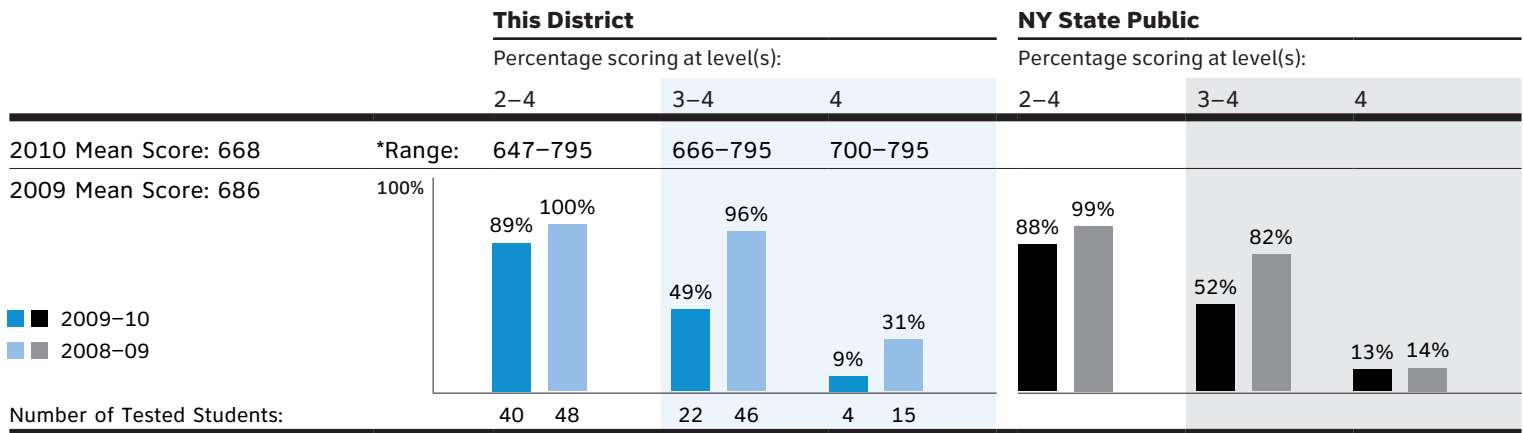 This District NY State Public
Percentage scoring at level(s): Percentage scoring at level(s):
2–4 3–4 4 2–4 3–4 4
2010 Mean Score: 668 *Range: 647–795 666–795 700–795
2009 Mean Score: 686 100%
89% 100% 49% 96% 9% 31% 88% 99% 52% 82% 13% 14%
2009–10
2008–09
Number of Tested Students: 40 48 22 46 4 15